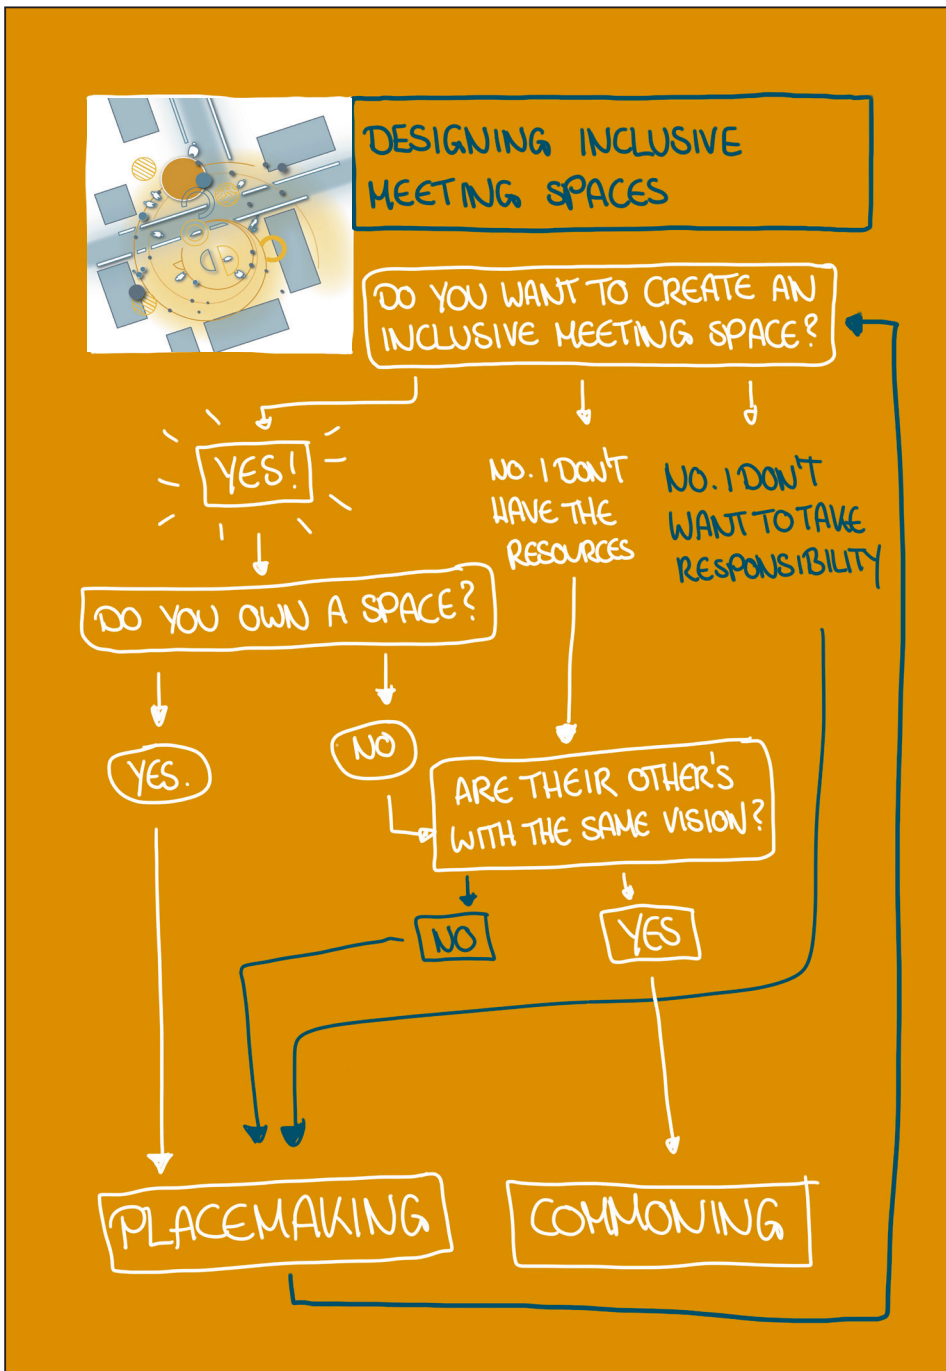 DESIGNING INCLUSIVE
MEETING SPACES
DO YOU WANT TO CREATE AN
INCLUSIVE MEETING SPACE?
YES!
NO. I DON'T
HAVE THE
RESOURCES
NO. I DON'T
WANT TO TAKE
RESPONSIBILITY
DO YOU OWN A SPACE?
YES.
NO
ARE THEIR OTHER'S
WITH THE SAME VISION?
NO
YES
PLACEMAKING
COMMONING